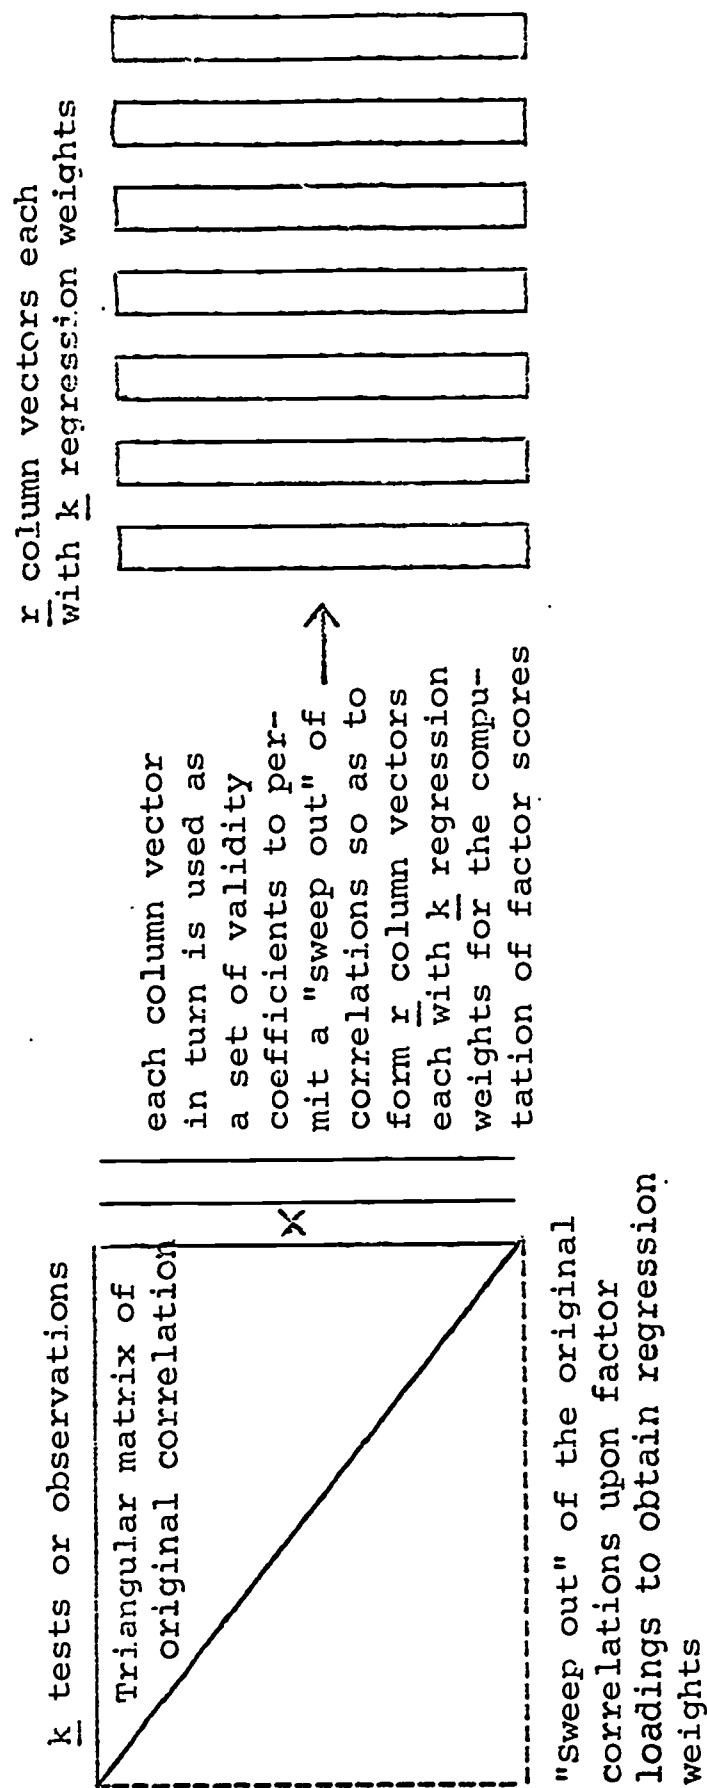 k tests or observations
Triangular matrix of
original correlation
X
"Sweep out" of the original
correlations upon factor
loadings to obtain regression
weights
each column vector
in turn is used as
a set of validity
coefficients to per-
mit a "sweep out" of
correlations so as to
form r column vectors
each with k regression
weights for the compu-
tation of factor scores
r column vectors each
with k regression weights